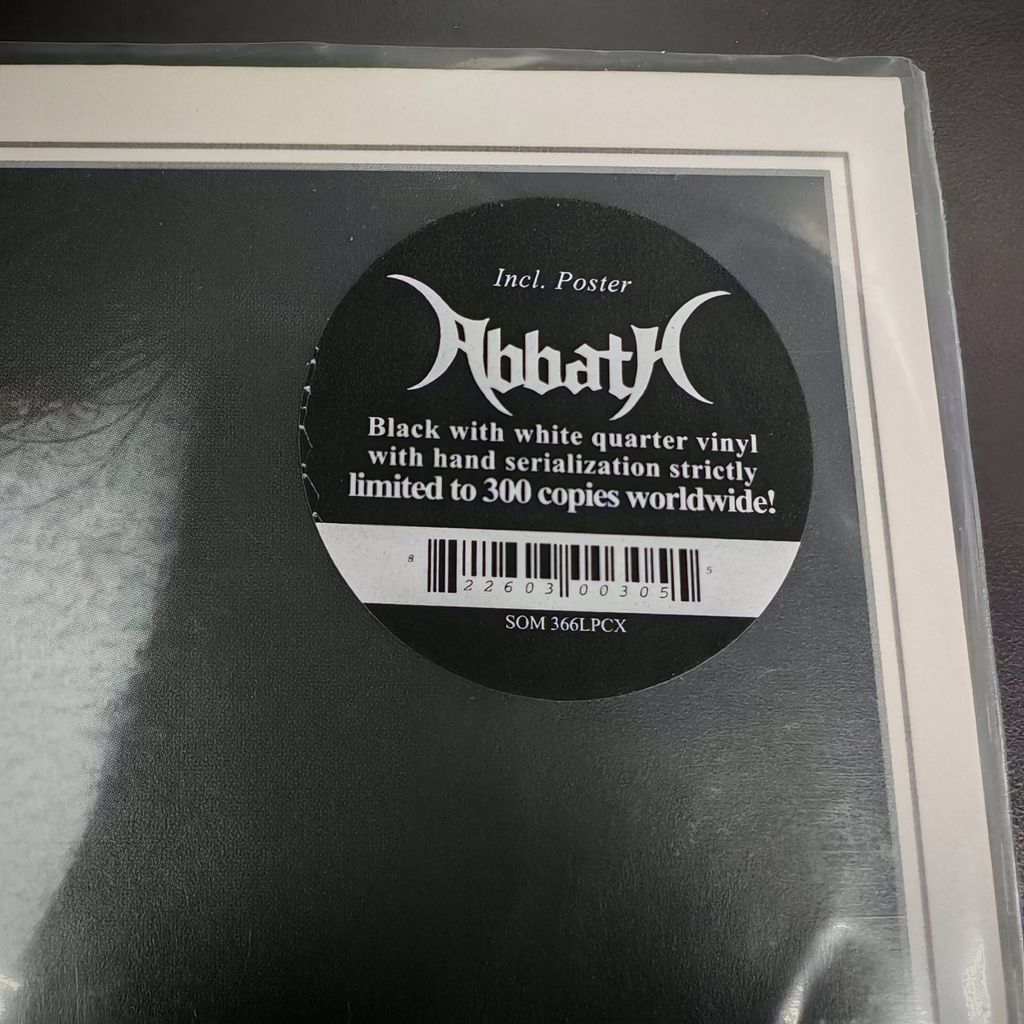 Incl. Poster
Abbath
Black with white quarter vinyl
with hand serialization strictly
limited to 300 copies worldwide!
8 22603 00305 5
SOM 366LPCX